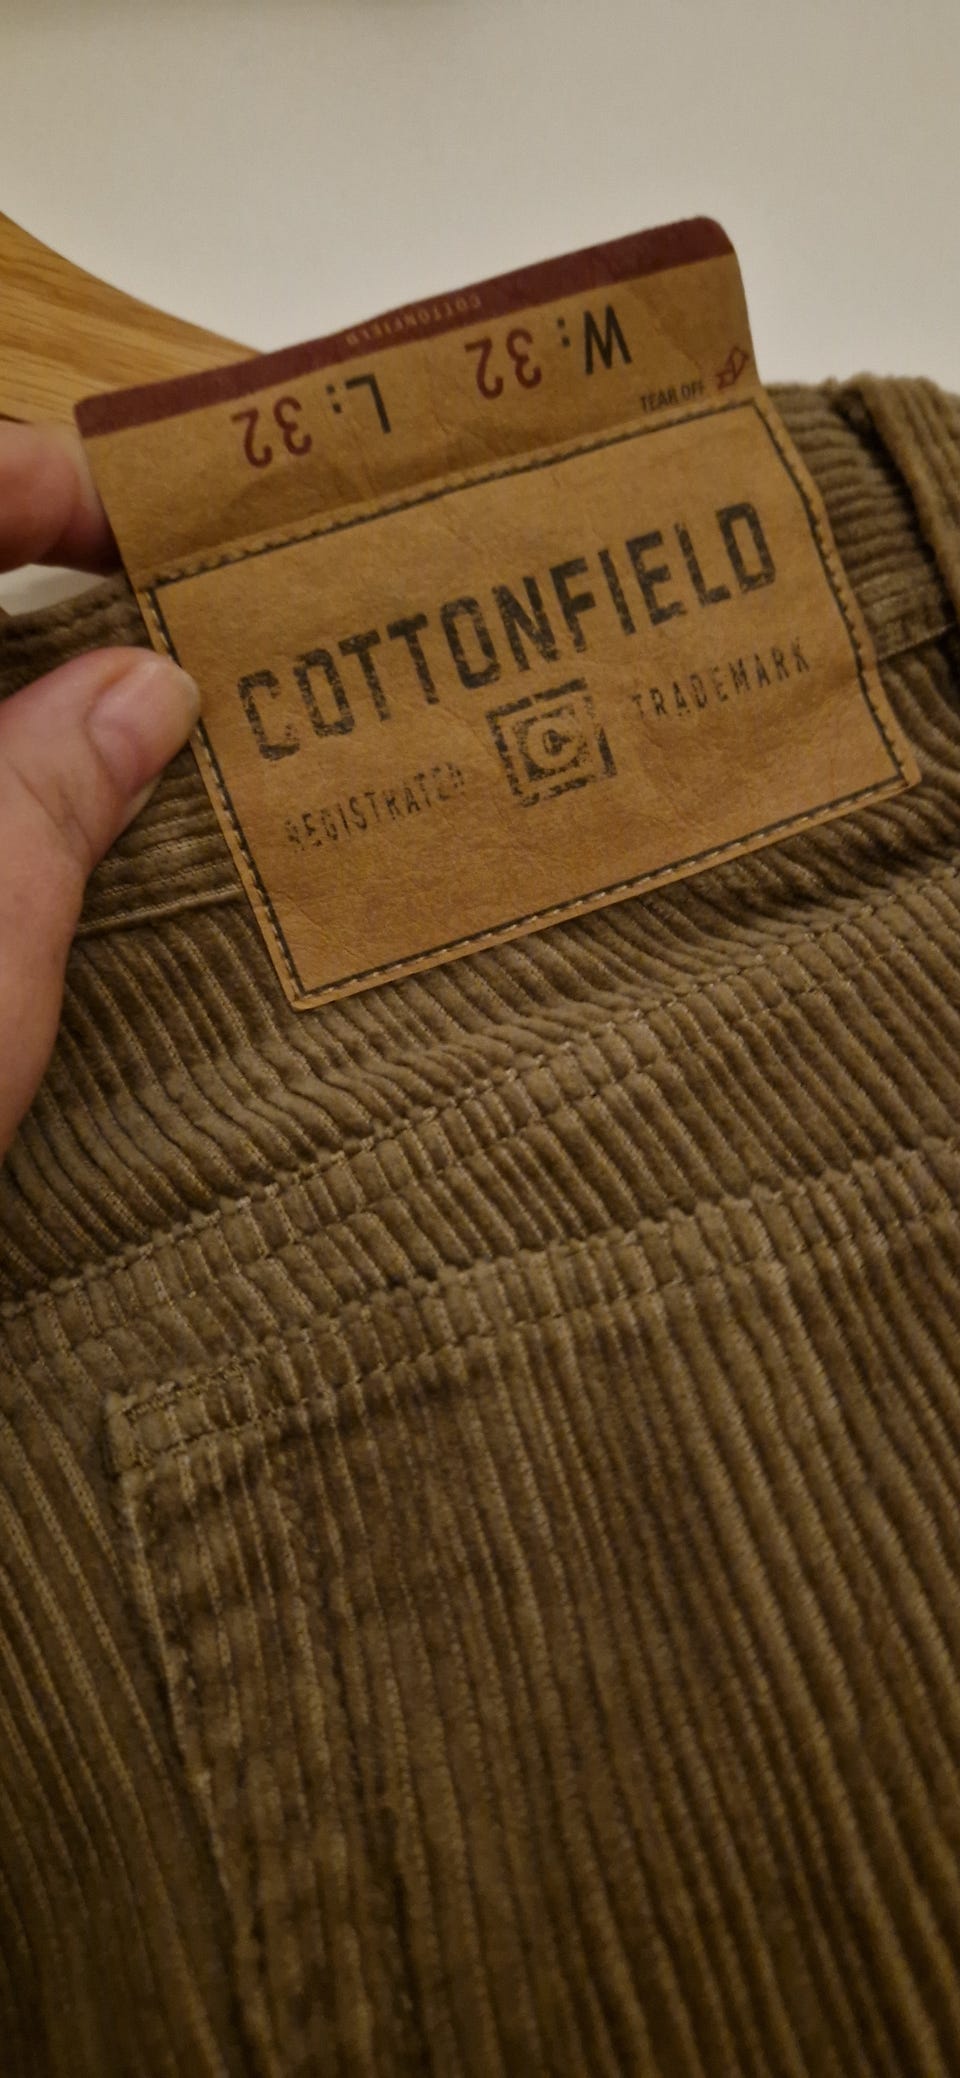 COTTONFIELD
W: 32 L: 32
TEAR OFF
COTTONFIELD
REGISTRATED C TRADEMARK